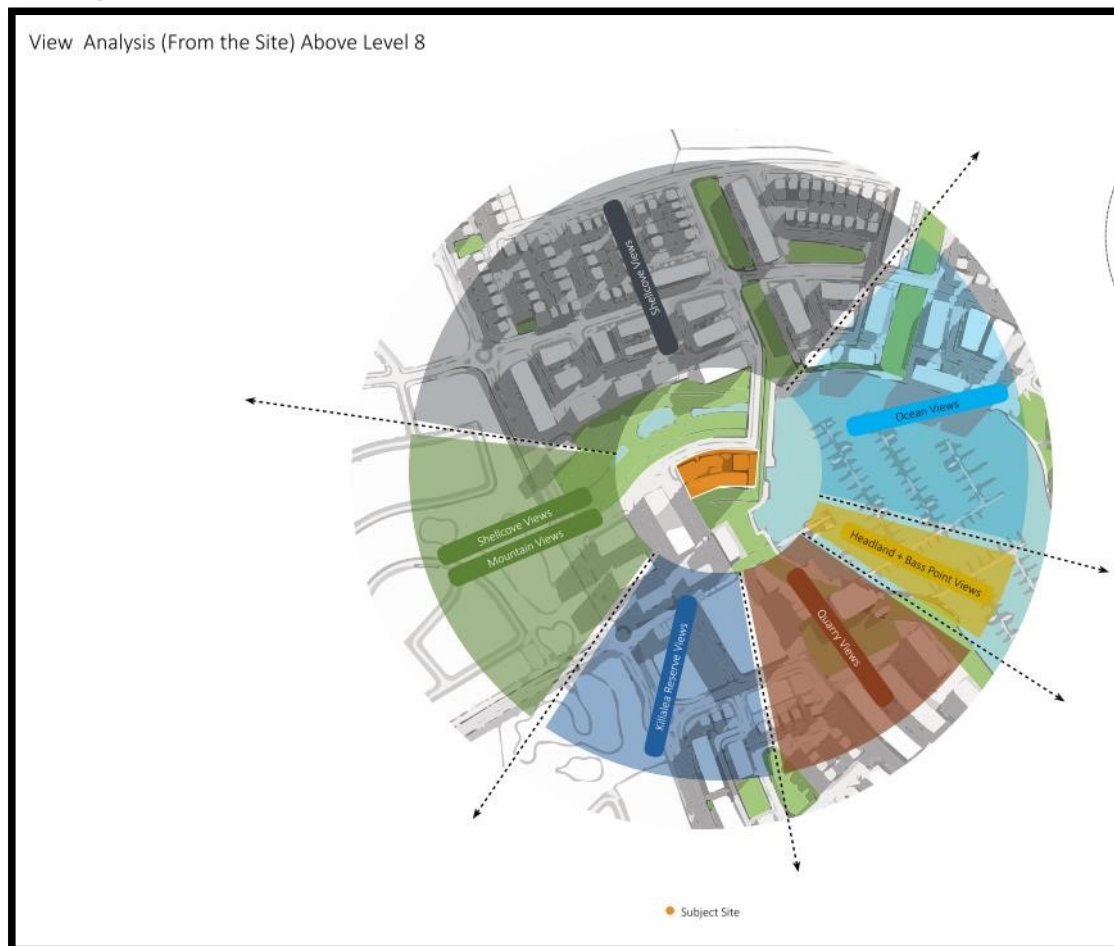 View Analysis (From the Site) Above Level 8
Shellcove Views
Ocean Views
Shellcove Views
Mountain Views
Headland + Bass Point Views
Quarry Views
Killalea Reserve Views
Subject Site